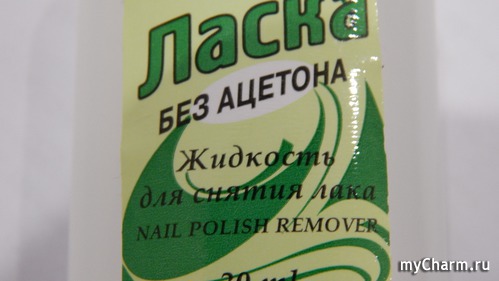 Ласка
БЕЗ АЦЕТОНА
Жидкость
для снятия лака
NAIL POLISH REMOVER
myCharm.ru